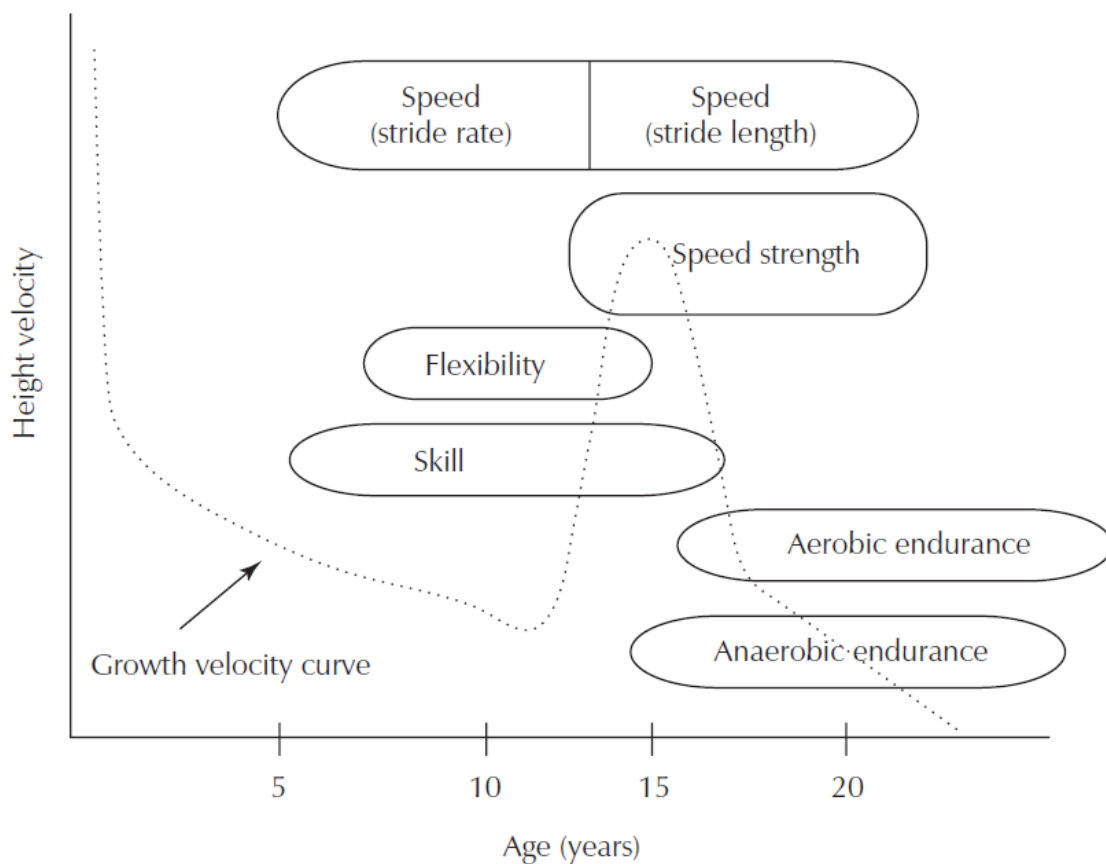 Speed
(stride rate)
Speed
(stride length)
Speed strength
Height velocity
Flexibility
Skill
Aerobic endurance
Growth velocity curve
Anaerobic endurance
5
10
15
20
Age (years)